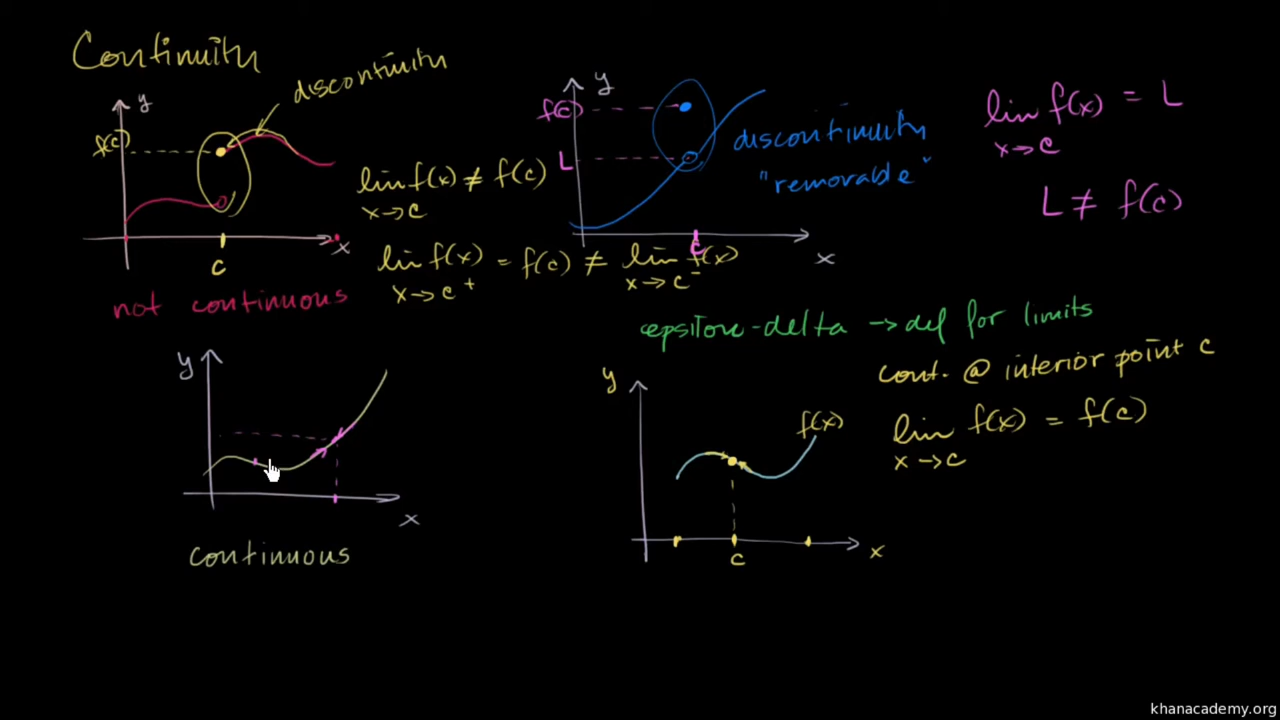 Continuity
discontinuity
y
f(c)
lim f(x) ≠ f(c)
x→c
c
x
lim f(x) = f(c) ≠ lim f(x)
x→c+ x→c-
not continuous
y
f(c)
L
discontinuity
"removable"
c
x
lim f(x) = L
x→c
L ≠ f(c)
epsilon-delta → def for limits
cont. @ interior point c
lim f(x) = f(c)
x→c
y
x
continuous
y
f(x)
c
x
khanacademy.org